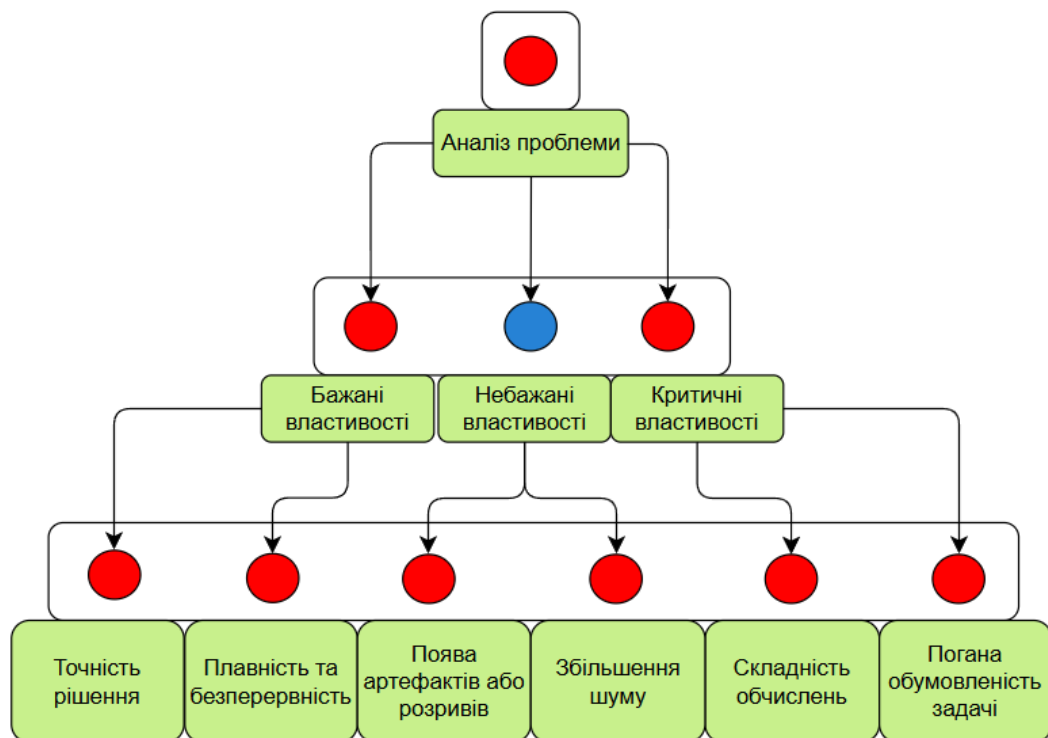 Аналіз проблеми
Бажані
властивості
Небажані
властивості
Критичні
властивості
Точність
рішення
Плавність та
безперервність
Поява
артефактів або
розривів
Збільшення
шуму
Складність
обчислень
Погана
обумовленість
задачі